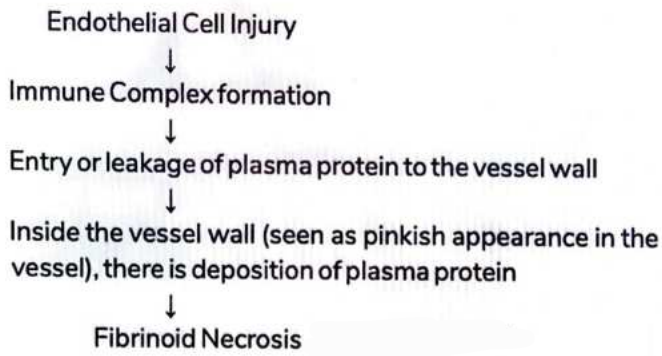 Endothelial Cell Injury
↓
Immune Complex formation
↓
Entry or leakage of plasma protein to the vessel wall
↓
Inside the vessel wall (seen as pinkish appearance in the
vessel), there is deposition of plasma protein
↓
Fibrinoid Necrosis